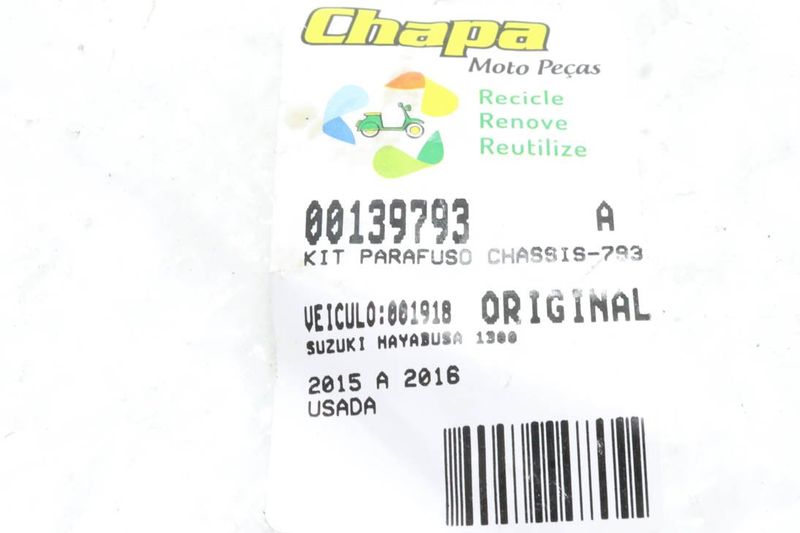 Chapa
Moto Peças
Recicle
Renove
Reutilize
00139793 A
KIT PARAFUSO CHASSIS-793
VEICULO:001918 ORIGINAL
SUZUKI HAYABUSA 1300
2015 A 2016
USADA